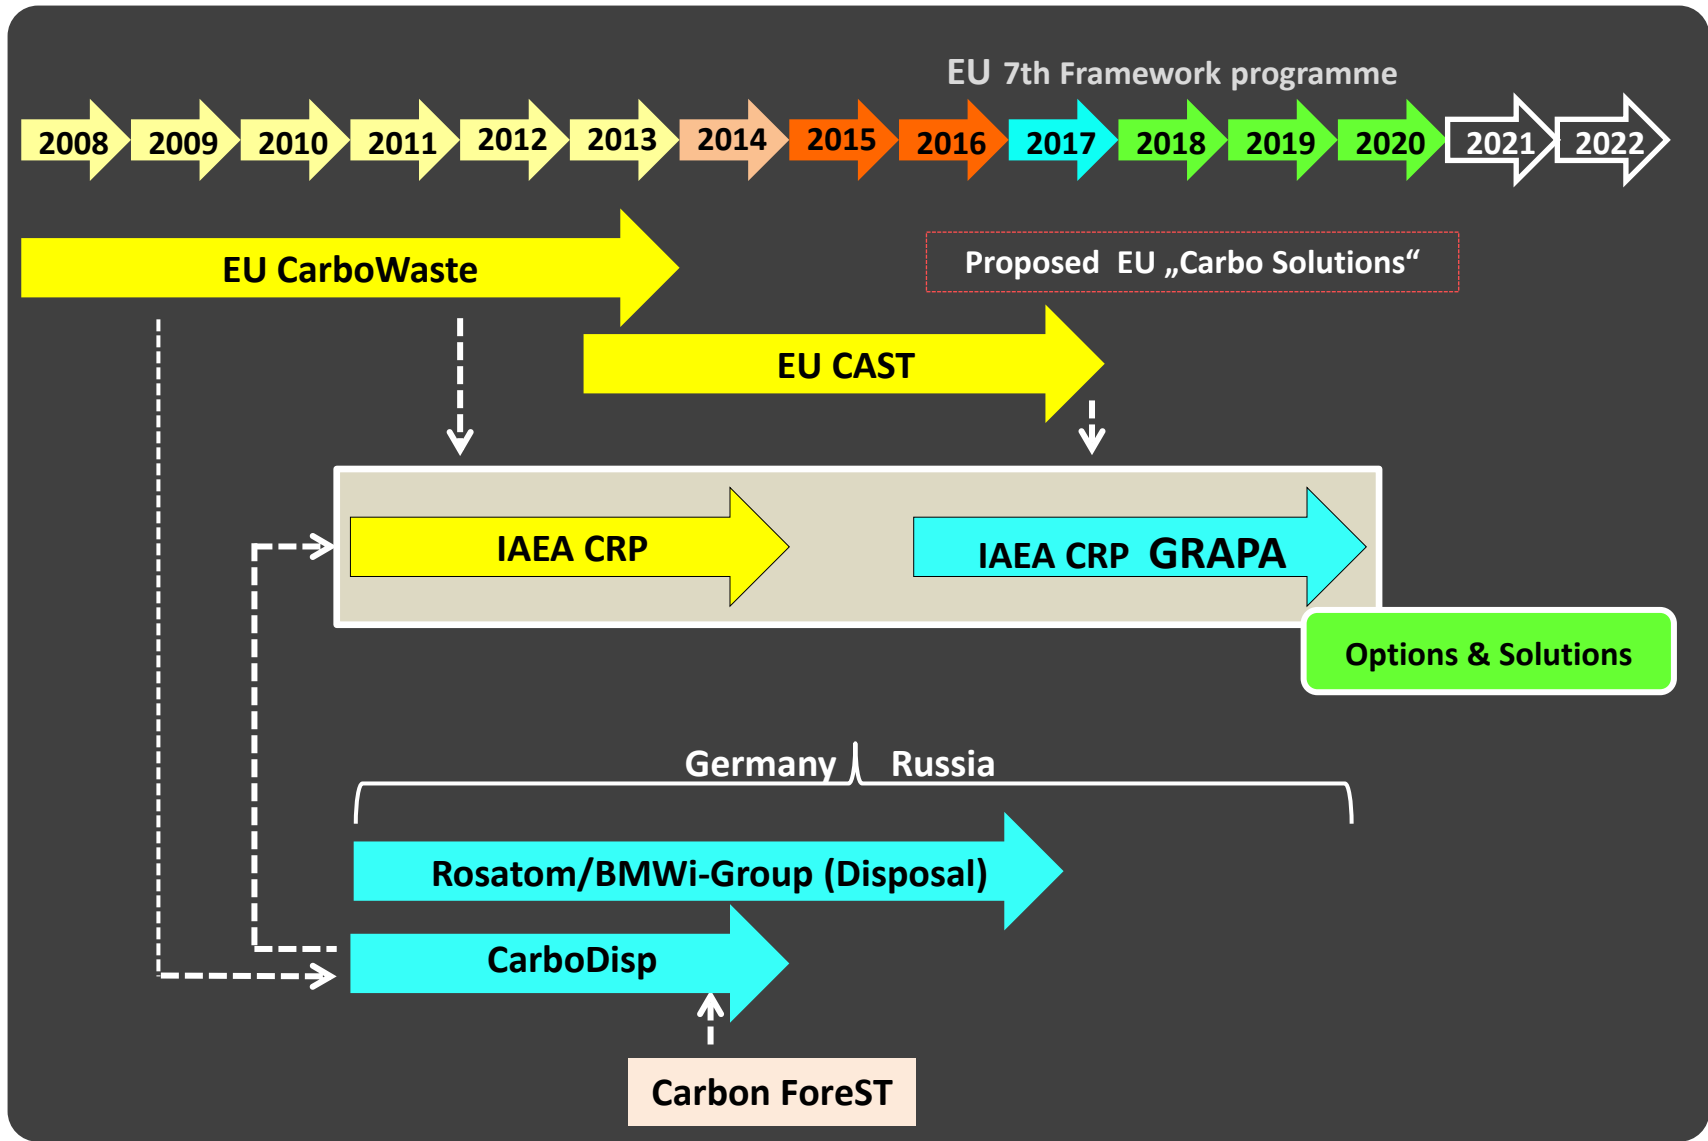 EU 7th Framework programme
2008 2009 2010 2011 2012 2013 2014 2015 2016 2017 2018 2019 2020 2021 2022
EU CarboWaste
Proposed EU „Carbo Solutions“
EU CAST
IAEA CRP
IAEA CRP GRAPA
Options & Solutions
Germany Russia
Rosatom/BMWi-Group (Disposal)
CarboDisp
Carbon ForeST